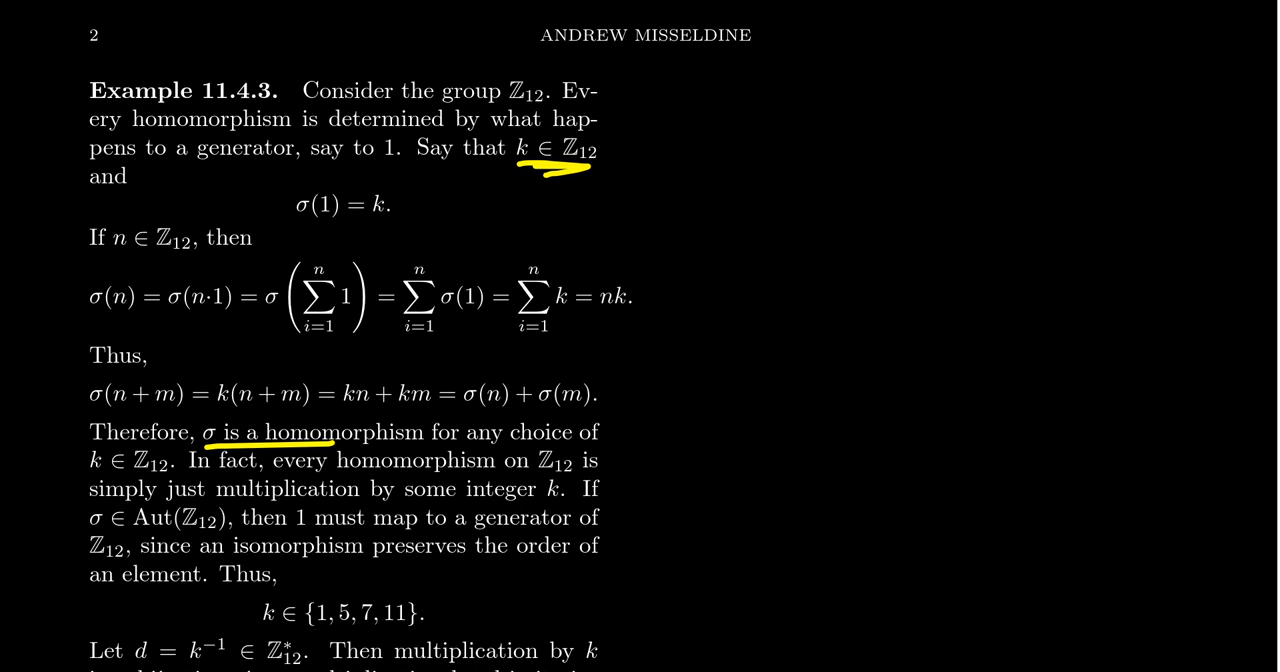 2
ANDREW MISSELDINE
Example 11.4.3. Consider the group ℤ₁₂. Ev-
ery homomorphism is determined by what hap-
pens to a generator, say to 1. Say that k ∈ ℤ₁₂
and
σ(1) = k.
If n ∈ ℤ₁₂, then
σ(n) = σ(n·1) = σ(∑_{i=1}^{n} 1) = ∑_{i=1}^{n} σ(1) = ∑_{i=1}^{n} k = nk.
Thus,
σ(n + m) = k(n + m) = kn + km = σ(n) + σ(m).
Therefore, σ is a homomorphism for any choice of
k ∈ ℤ₁₂. In fact, every homomorphism on ℤ₁₂ is
simply just multiplication by some integer k. If
σ ∈ Aut(ℤ₁₂), then 1 must map to a generator of
ℤ₁₂, since an isomorphism preserves the order of
an element. Thus,
k ∈ {1, 5, 7, 11}.
Let d = k⁻¹ ∈ ℤ*₁₂. Then multiplication by k